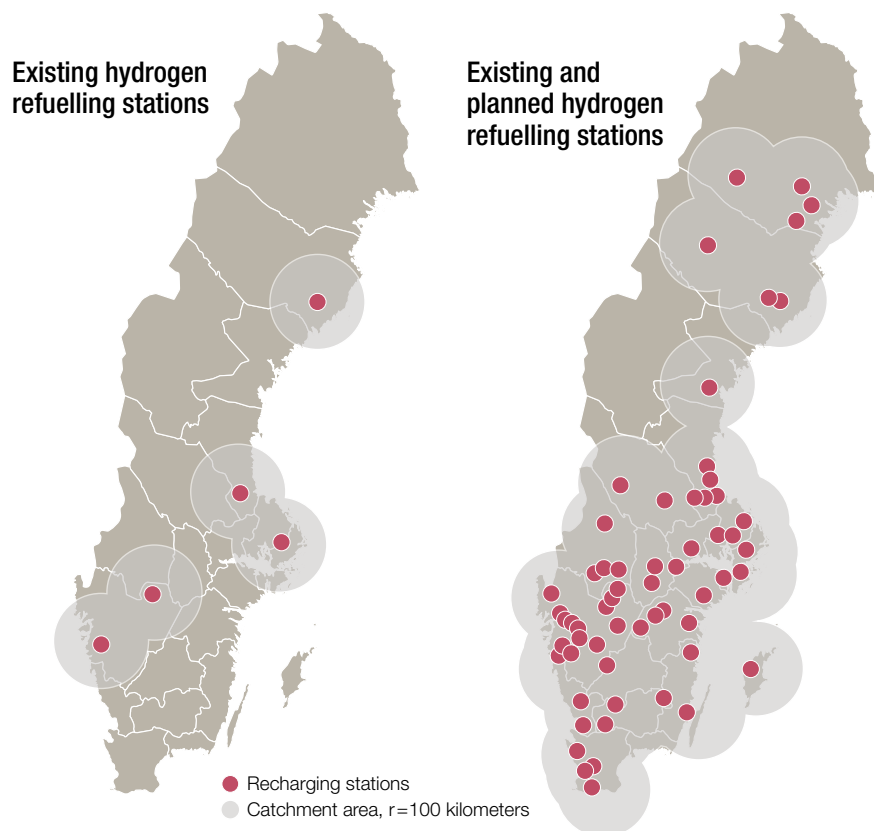 Existing hydrogen
refuelling stations
Existing and
planned hydrogen
refuelling stations
Recharging stations
Catchment area, r=100 kilometers